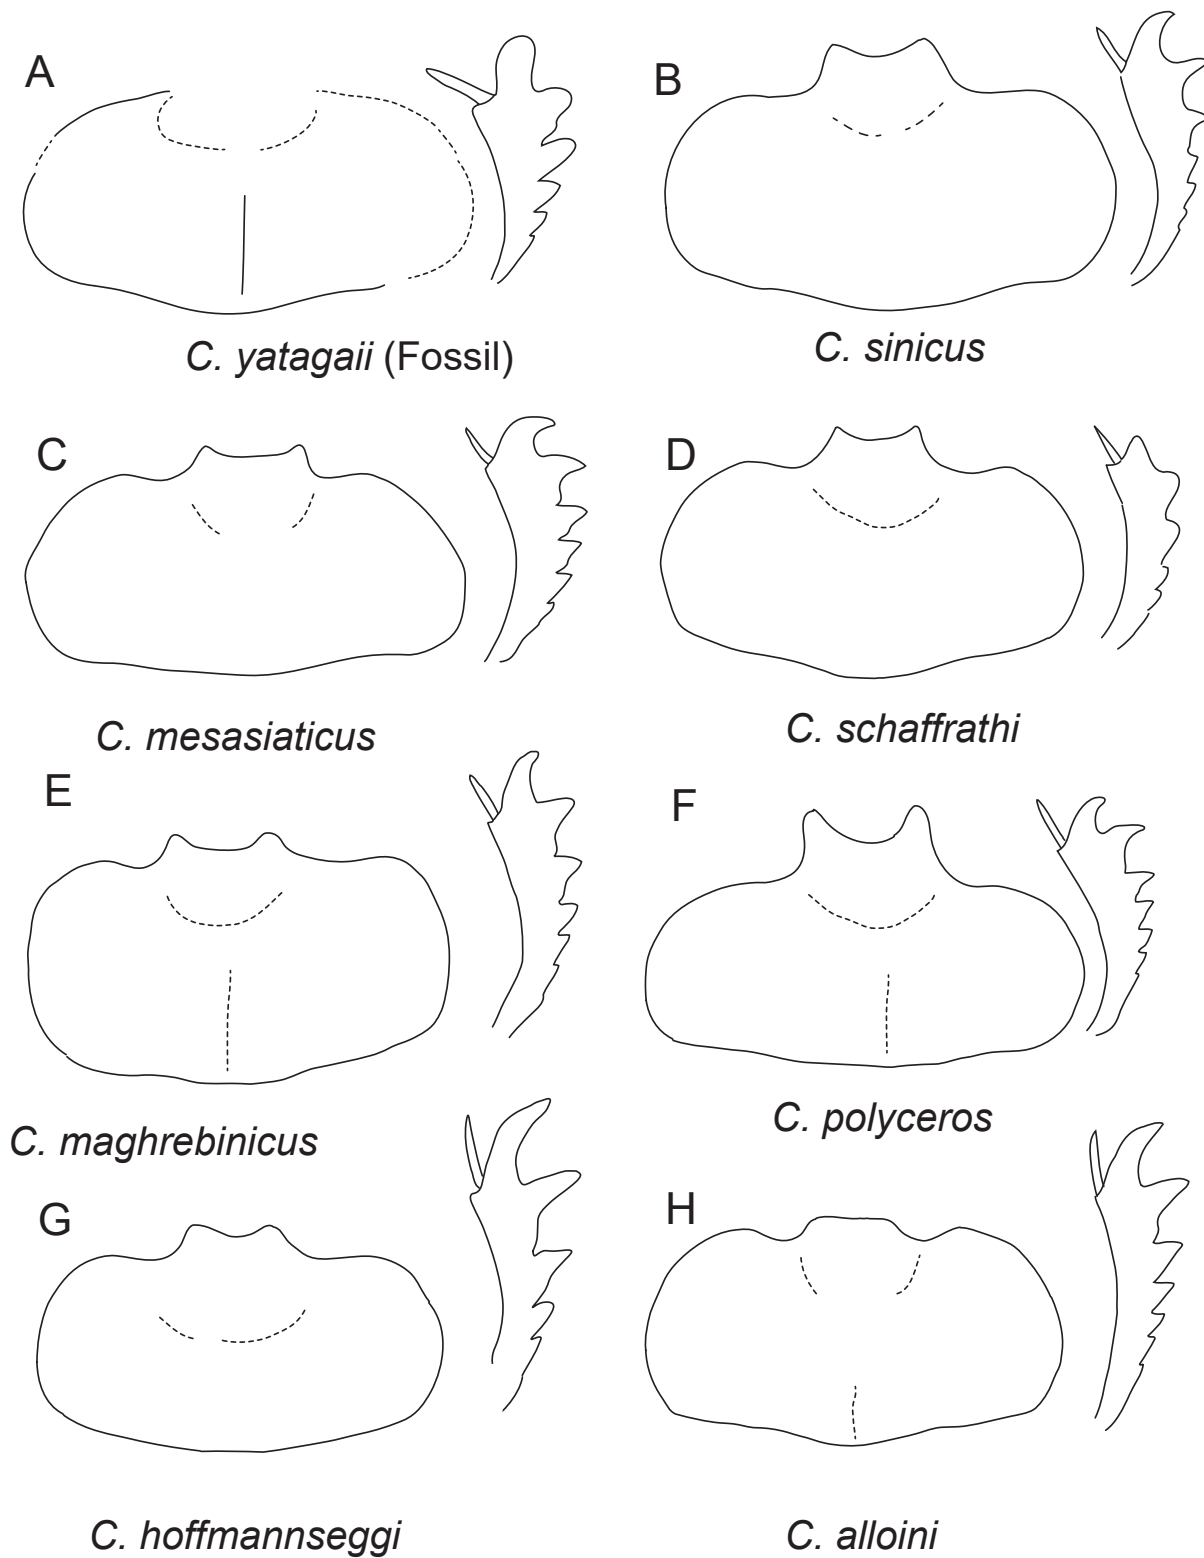 A
B
C. yatagaii (Fossil)
C. sinicus
C
D
C. mesasiaticus
C. schaffrathi
E
F
C. maghrebinicus
C. polyceros
G
H
C. hoffmannseggi
C. alloini